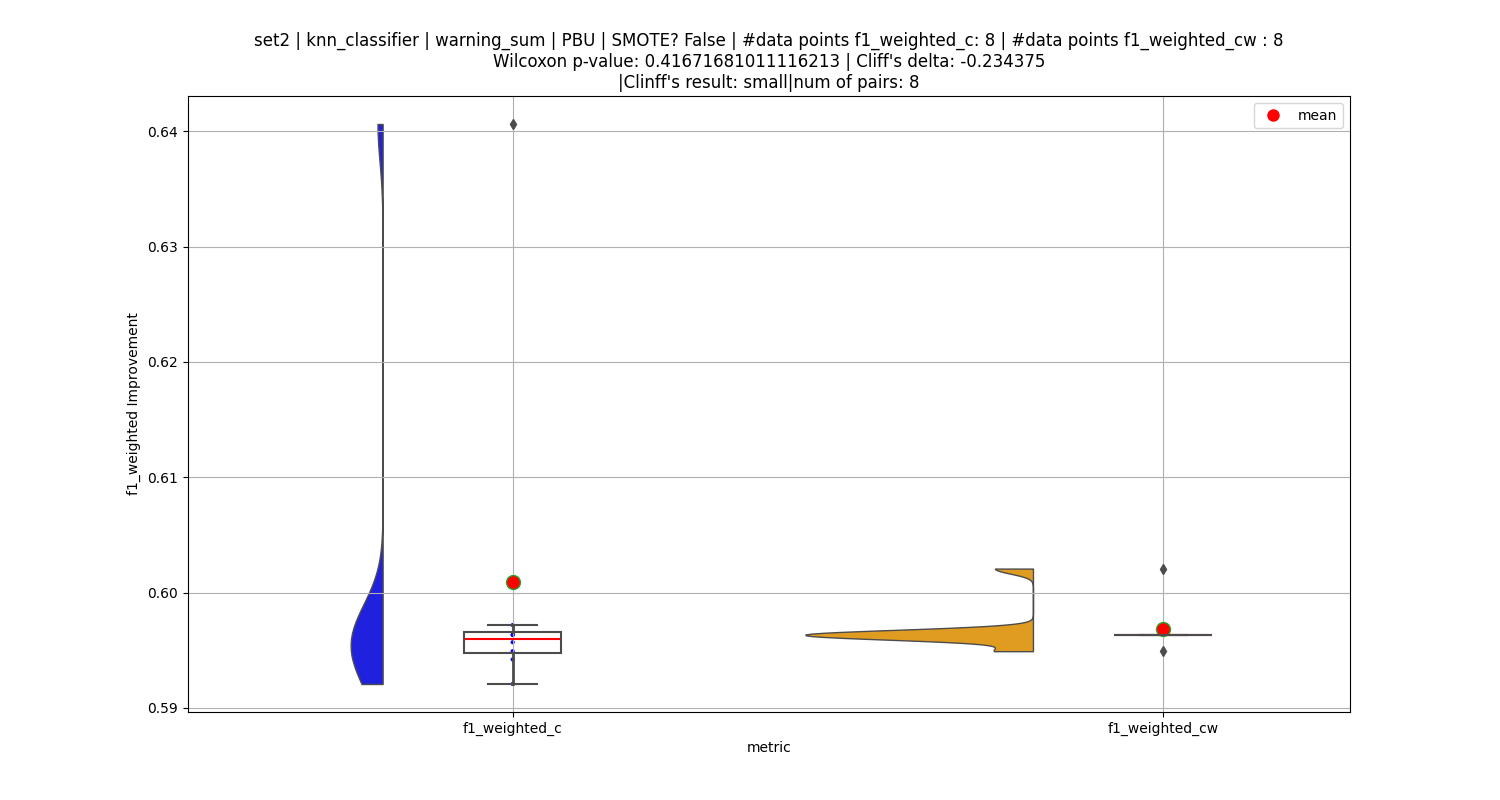 set2 | knn_classifier | warning_sum | PBU | SMOTE? False | #data points f1_weighted_c: 8 | #data points f1_weighted_cw : 8
Wilcoxon p-value: 0.41671681011116213 | Cliff's delta: -0.234375
|Clinff's result: small|num of pairs: 8
mean
0.64
0.63
0.62
0.61
0.60
0.59
f1_weighted Improvement
f1_weighted_c
f1_weighted_cw
metric